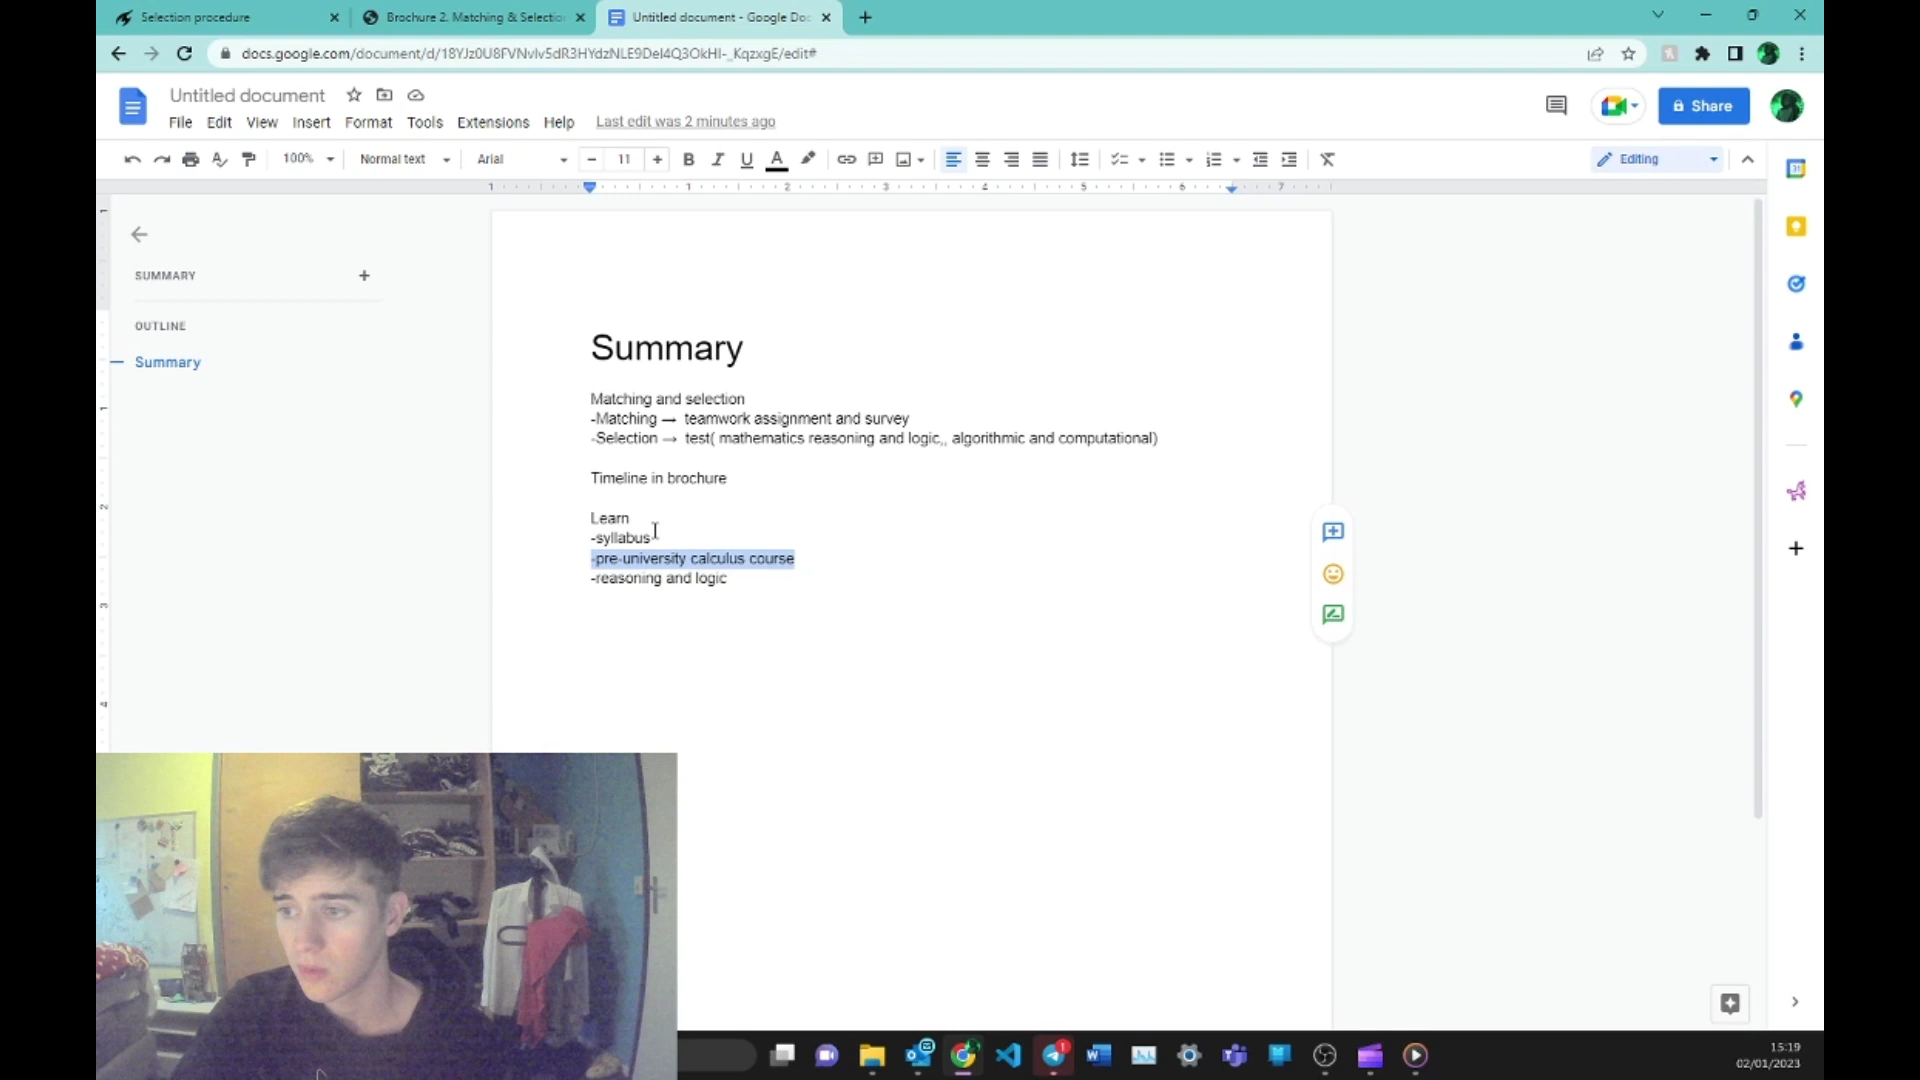 Selection procedure
Brochure 2. Matching & Selectio
Untitled document - Google Do
docs.google.com/document/d/18YJz0U8FVNvIv5dR3HYdzNLE9DeI4Q3OkHI-_KqzxgE/edit#
Untitled document
File Edit View Insert Format Tools Extensions Help Last edit was 2 minutes ago
Share
100% Normal text Arial 11 Editing
SUMMARY
OUTLINE
Summary
Summary
Matching and selection
-Matching → teamwork assignment and survey
-Selection → test( mathematics reasoning and logic,, algorithmic and computational)
Timeline in brochure
Learn
-syllabus
-pre-university calculus course
-reasoning and logic
15:19
02/01/2023